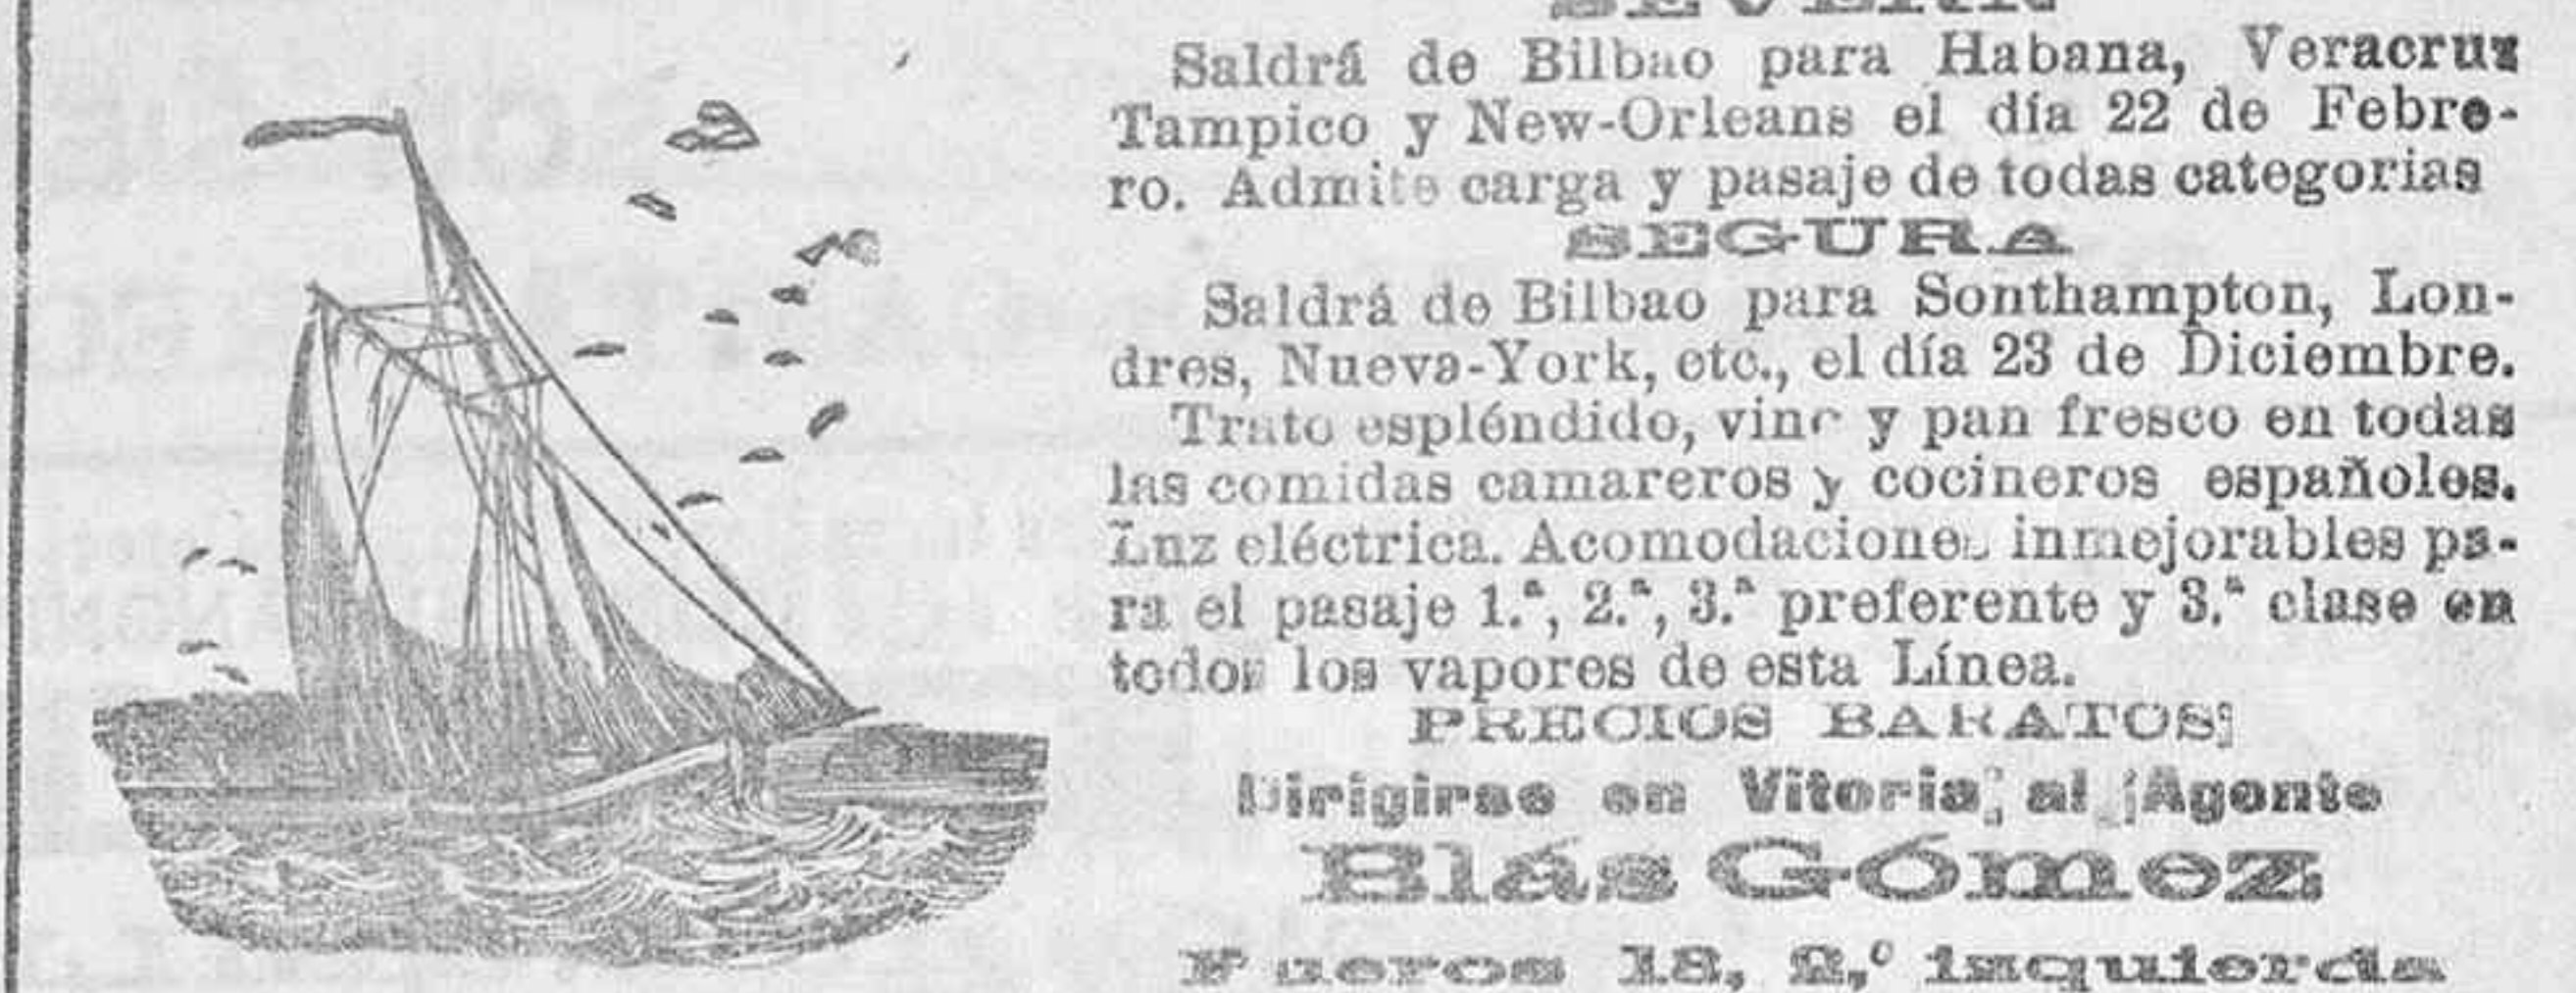 SEVERN
Saldrá de Bilbao para Habana, Veracruz
Tampico y New-Orleans el día 22 de Febre-
ro. Admite carga y pasaje de todas categorias
SEGURA
Saldrá de Bilbao para Sonthampton, Lon-
dres, Nueva-York, etc., el día 23 de Diciembre.
Trato espléndido, vino y pan fresco en todas
las comidas camareros y cocineros españoles.
Luz eléctrica. Acomodaciones inmejorables pa-
ra el pasaje 1.ª, 2.ª, 3.ª preferente y 3.ª clase en
todos los vapores de esta Línea.
PRECIOS BARATOS;
Dirigirse en Vitoria, al Agente
Blás Gómez
Fueros 18, 2,º izquierda